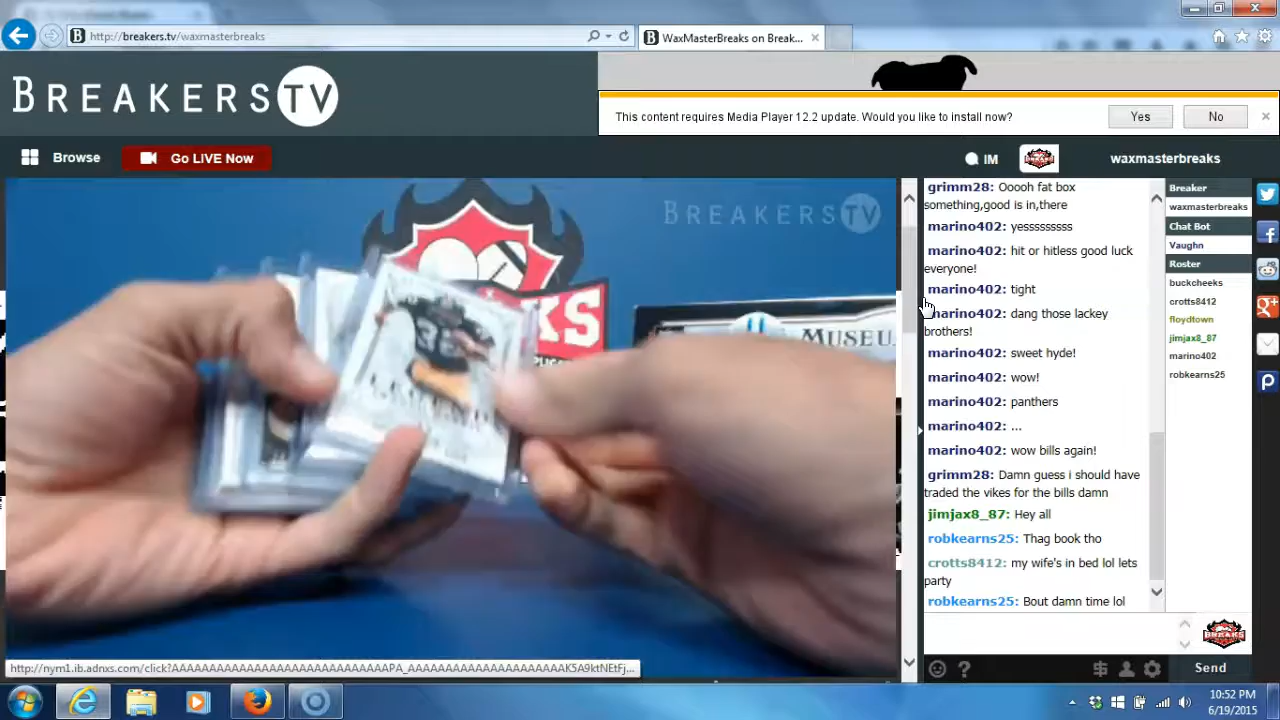 http://breakers.tv/waxmasterbreaks
WaxMasterBreaks on Break...
BREAKERS TV
This content requires Media Player 12.2 update. Would you like to install now?
Yes
No
Browse
Go LIVE Now
IM
waxmasterbreaks
BREAKERS TV
KS
MUSEU
grimm28: Ooooh fat box
something,good is in,there
marino402: yesssssssss
marino402: hit or hitless good luck
everyone!
marino402: tight
marino402: dang those lackey
brothers!
marino402: sweet hyde!
marino402: wow!
marino402: panthers
marino402: ...
marino402: wow bills again!
grimm28: Damn guess i should have
traded the vikes for the bills damn
jimjax8_87: Hey all
robkearns25: Thag book tho
crotts8412: my wife's in bed lol lets
party
robkearns25: Bout damn time lol
Breaker
waxmasterbreaks
Chat Bot
Vaughn
Roster
buckcheeks
crotts8412
floydtown
jimjax8_87
marino402
robkearns25
BREAKS
Send
10:52 PM
6/19/2015